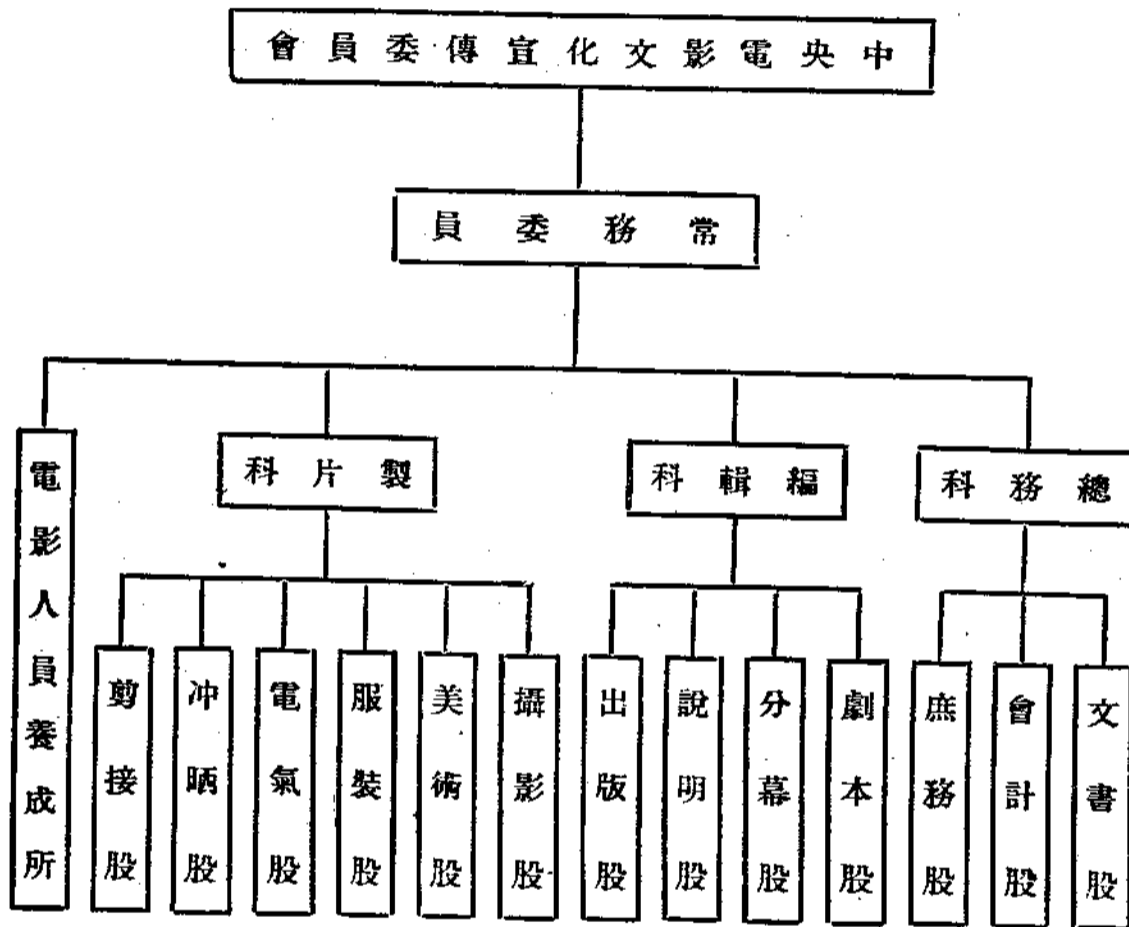 中央電影文化宣傳委員會
常務委員
總務科
編輯科
製片科
電影人員養成所
文書股
會計股
庶務股
劇本股
分幕股
說明股
出版股
攝影股
美術股
服裝股
電氣股
冲晒股
剪接股